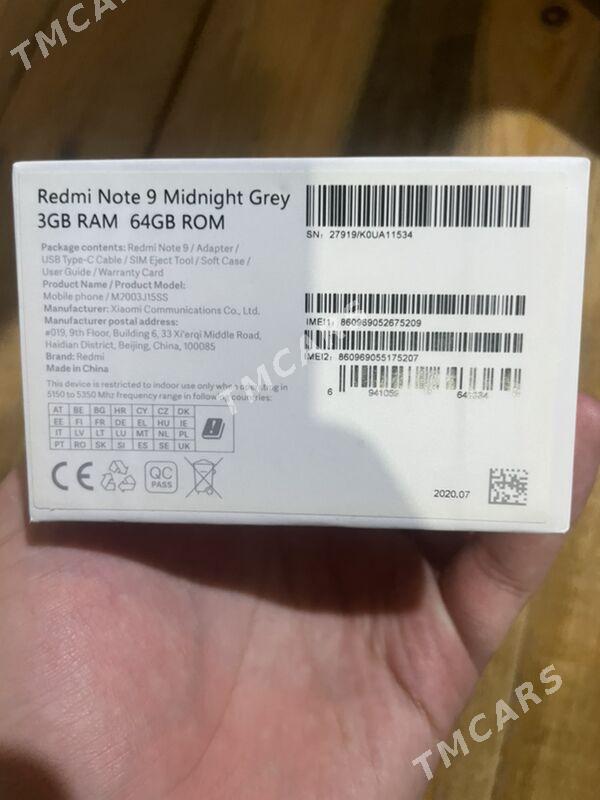 TMCARS
Redmi Note 9 Midnight Grey
3GB RAM 64GB ROM
Package contents: Redmi Note 9 / Adapter /
USB Type-C Cable / SIM Eject Tool / Soft Case /
User Guide / Warranty Card
Product Name / Product Model:
Mobile phone / M2003J15SS
Manufacturer: Xiaomi Communications Co., Ltd.
Manufacturer postal address:
#019, 9th Floor, Building 6, 33 Xi'erqi Middle Road,
Haidian District, Beijing, China, 100085
Brand: Redmi
Made in China
This device is restricted to indoor use only when operating in
5150 to 5350 Mhz frequency range in following countries:
AT BE BG HR CY CZ DK
EE FI FR DE EL HU IE
IT LV LT LU MT NL PL
PT RO SK SI ES SE UK
CE
QC
PASS
SN: 27919/K0UA11534
IMEI1: 860969052675209
IMEI2: 860969055175207
6 941059
2020.07
TMCARS
TMCARS